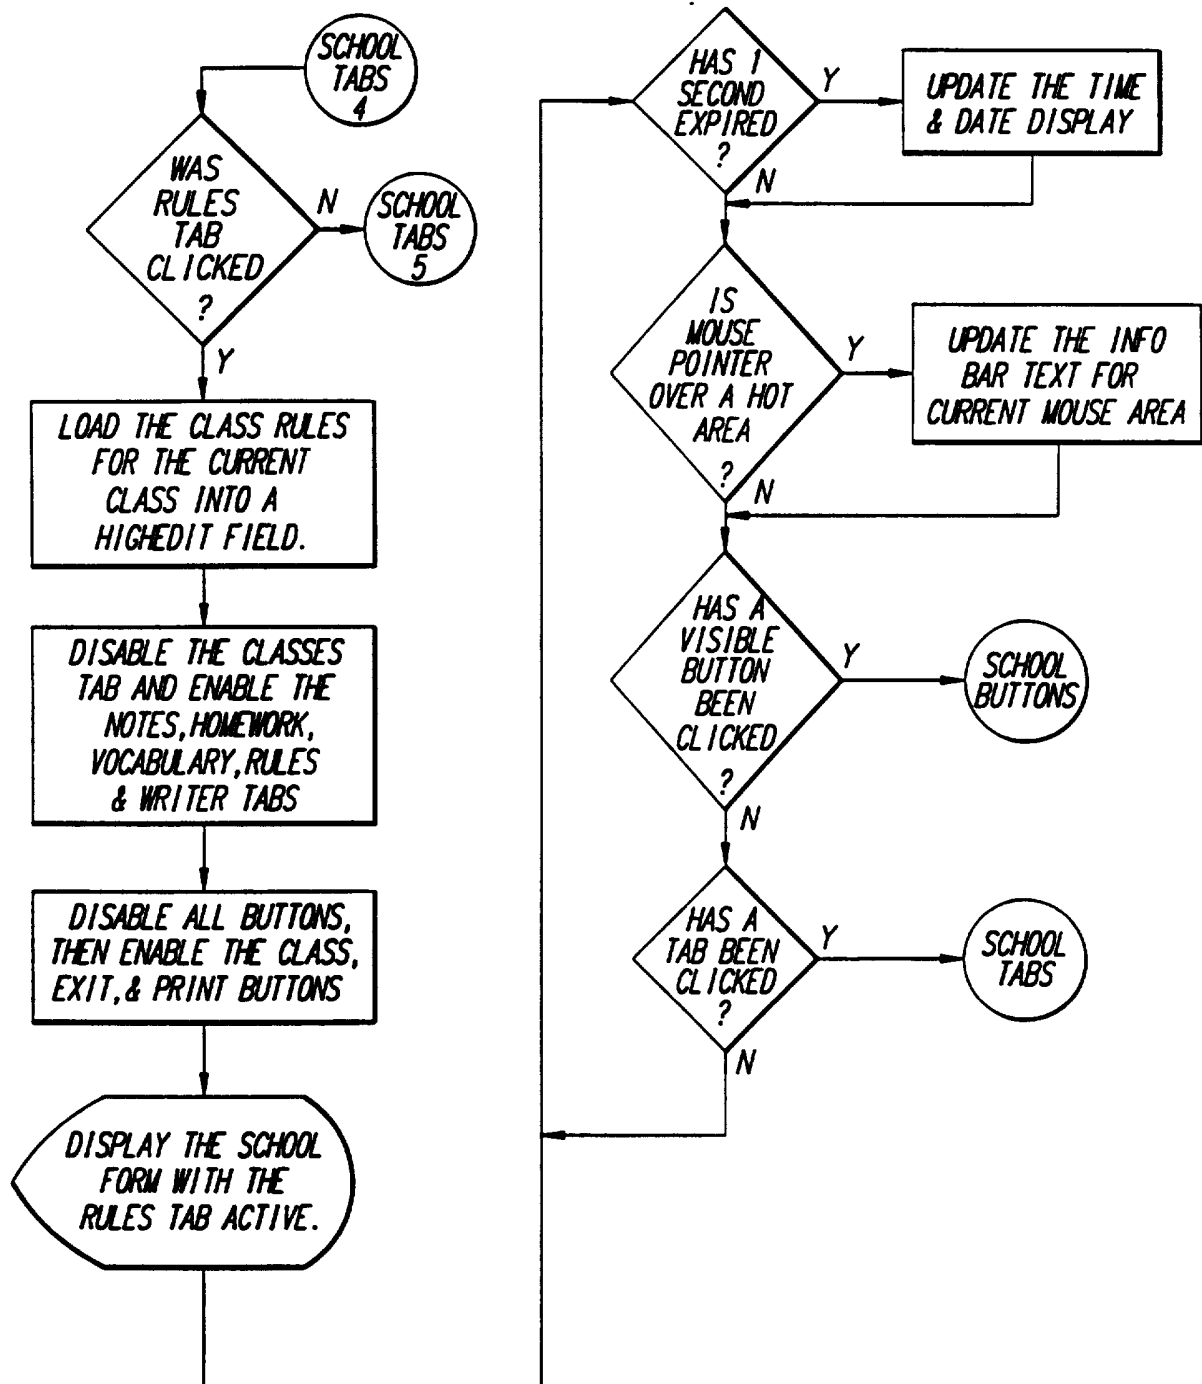 SCHOOL
TABS
4
WAS
RULES
TAB
CLICKED
?
N
SCHOOL
TABS
5
Y
LOAD THE CLASS RULES
FOR THE CURRENT
CLASS INTO A
HIGHEDIT FIELD.
DISABLE THE CLASSES
TAB AND ENABLE THE
NOTES, HOMEWORK,
VOCABULARY, RULES
& WRITER TABS
DISABLE ALL BUTTONS,
THEN ENABLE THE CLASS,
EXIT, & PRINT BUTTONS
DISPLAY THE SCHOOL
FORM WITH THE
RULES TAB ACTIVE.
HAS 1
SECOND
EXPIRED
?
Y
UPDATE THE TIME
& DATE DISPLAY
N
IS
MOUSE
POINTER
OVER A HOT
AREA
?
Y
UPDATE THE INFO
BAR TEXT FOR
CURRENT MOUSE AREA
N
HAS A
VISIBLE
BUTTON
BEEN
CLICKED
?
Y
SCHOOL
BUTTONS
N
HAS A
TAB BEEN
CLICKED
?
Y
SCHOOL
TABS
N